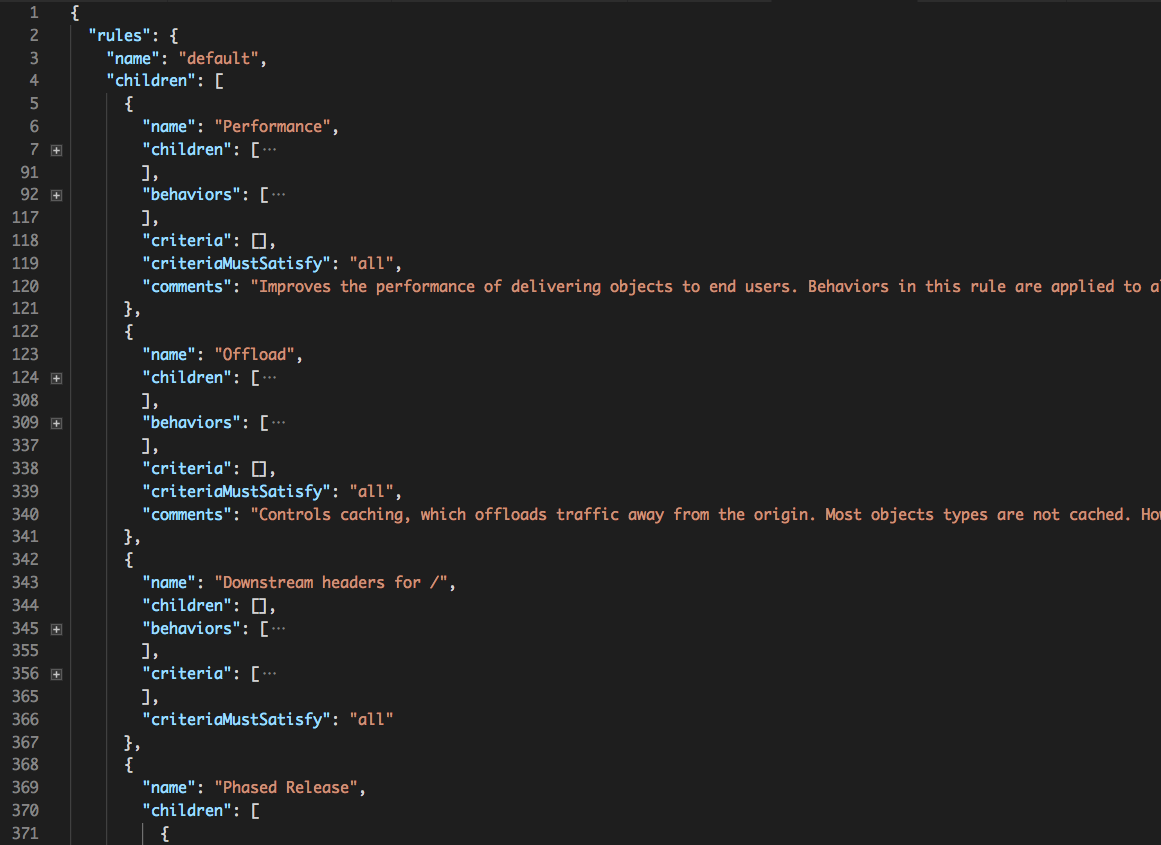 1 {
2 "rules": {
3 "name": "default",
4 "children": [
5 {
6 "name": "Performance",
7 "children": [···
91 ],
92 "behaviors": [···
117 ],
118 "criteria": [],
119 "criteriaMustSatisfy": "all",
120 "comments": "Improves the performance of delivering objects to end users. Behaviors in this rule are applied to
121 },
122 {
123 "name": "Offload",
124 "children": [···
308 ],
309 "behaviors": [···
337 ],
338 "criteria": [],
339 "criteriaMustSatisfy": "all",
340 "comments": "Controls caching, which offloads traffic away from the origin. Most objects types are not cached.
341 },
342 {
343 "name": "Downstream headers for /",
344 "children": [],
345 "behaviors": [···
355 ],
356 "criteria": [···
365 ],
366 "criteriaMustSatisfy": "all"
367 },
368 {
369 "name": "Phased Release",
370 "children": [
371 {